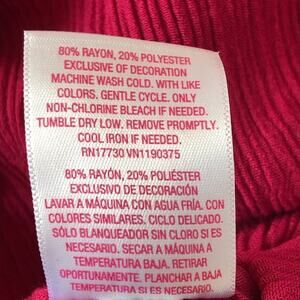 80% RAYON, 20% POLYESTER
EXCLUSIVE OF DECORATION
MACHINE WASH COLD. WITH LIKE
COLORS. GENTLE CYCLE. ONLY
NON-CHLORINE BLEACH IF NEEDED.
TUMBLE DRY LOW. REMOVE PROMPTLY.
COOL IRON IF NEEDED.
RN17730 VN1190375
80% RAYÓN, 20% POLIÉSTER
EXCLUSIVO DE DECORACIÓN
LAVAR A MÁQUINA CON AGUA FRÍA. CON
COLORES SIMILARES. CICLO DELICADO.
SÓLO BLANQUEADOR SIN CLORO SI ES
NECESARIO. SECAR A MÁQUINA A
TEMPERATURA BAJA. RETIRAR
OPORTUNAMENTE. PLANCHAR A BAJA
TEMPERATURA SI ES NECESARIO.